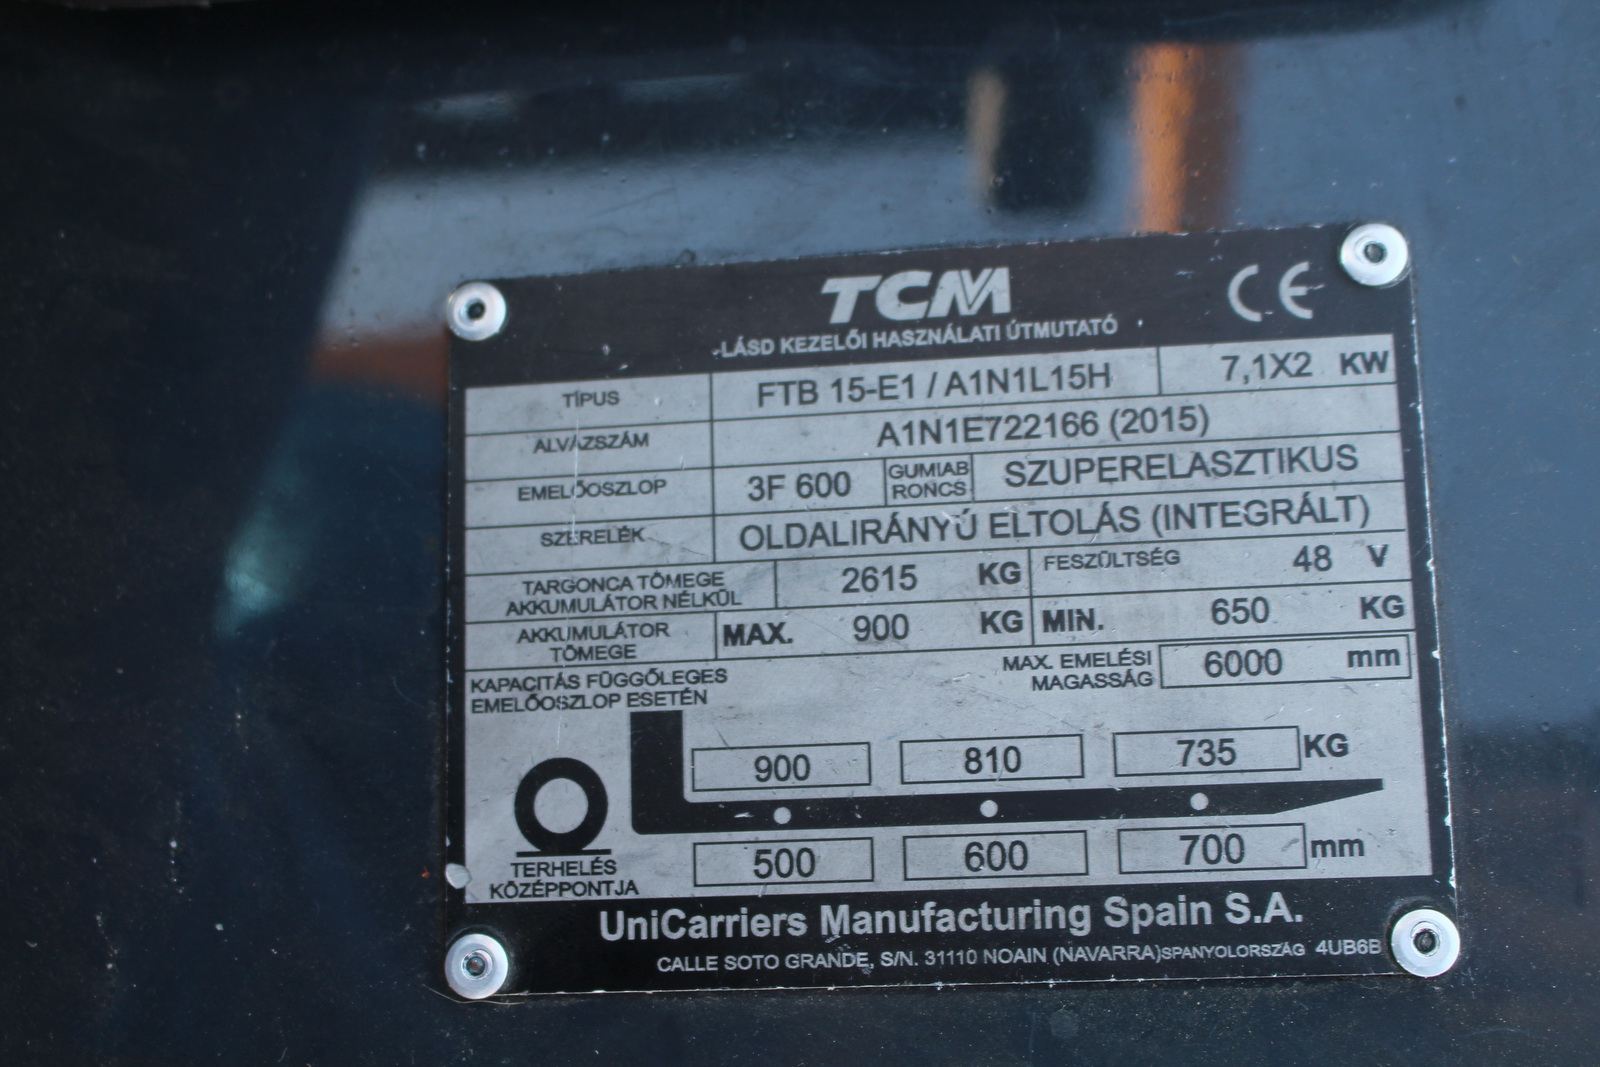 TCM CE
LÁSD KEZELŐI HASZNÁLATI ÚTMUTATÓ
TÍPUS FTB 15-E1 / A1N1L15H 7,1X2 KW
ALVÁZSZÁM A1N1E722166 (2015)
EMELŐOSZLOP 3F 600 GUMIAB
RONCS SZUPERELASZTIKUS
SZERELÉK OLDALIRÁNYÚ ELTOLÁS (INTEGRÁLT)
TARGONCA TÖMEGE
AKKUMULÁTOR NÉLKÜL 2615 KG FESZÜLTSÉG 48 V
AKKUMULÁTOR
TÖMEGE MAX. 900 KG MIN. 650 KG
KAPACITÁS FÜGGŐLEGES
EMELŐOSZLOP ESETÉN
MAX. EMELÉSI
MAGASSÁG 6000 mm
900 810 735 KG
500 600 700 mm
TERHELÉS
KÖZÉPPONTJA
UniCarriers Manufacturing Spain S.A.
CALLE SOTO GRANDE, S/N. 31110 NOAIN (NAVARRA)SPANYOLORSZÁG 4UB6B